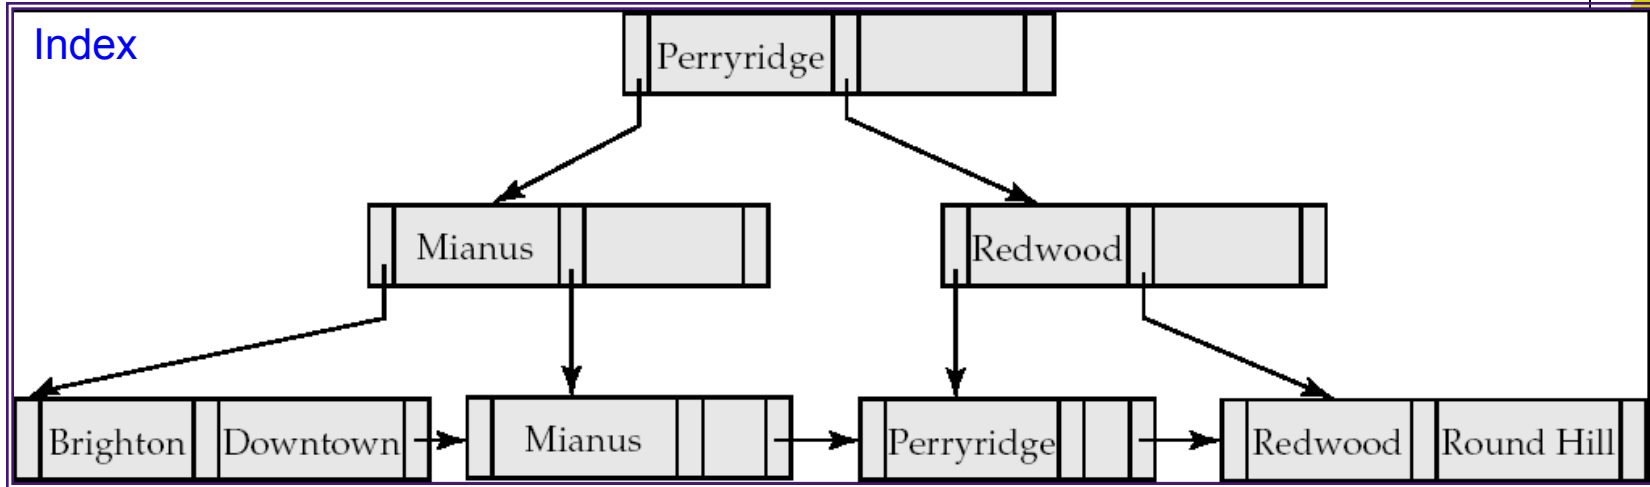 Index
Perryridge
Mianus
Redwood
Brighton Downtown Mianus Perryridge Redwood Round Hill